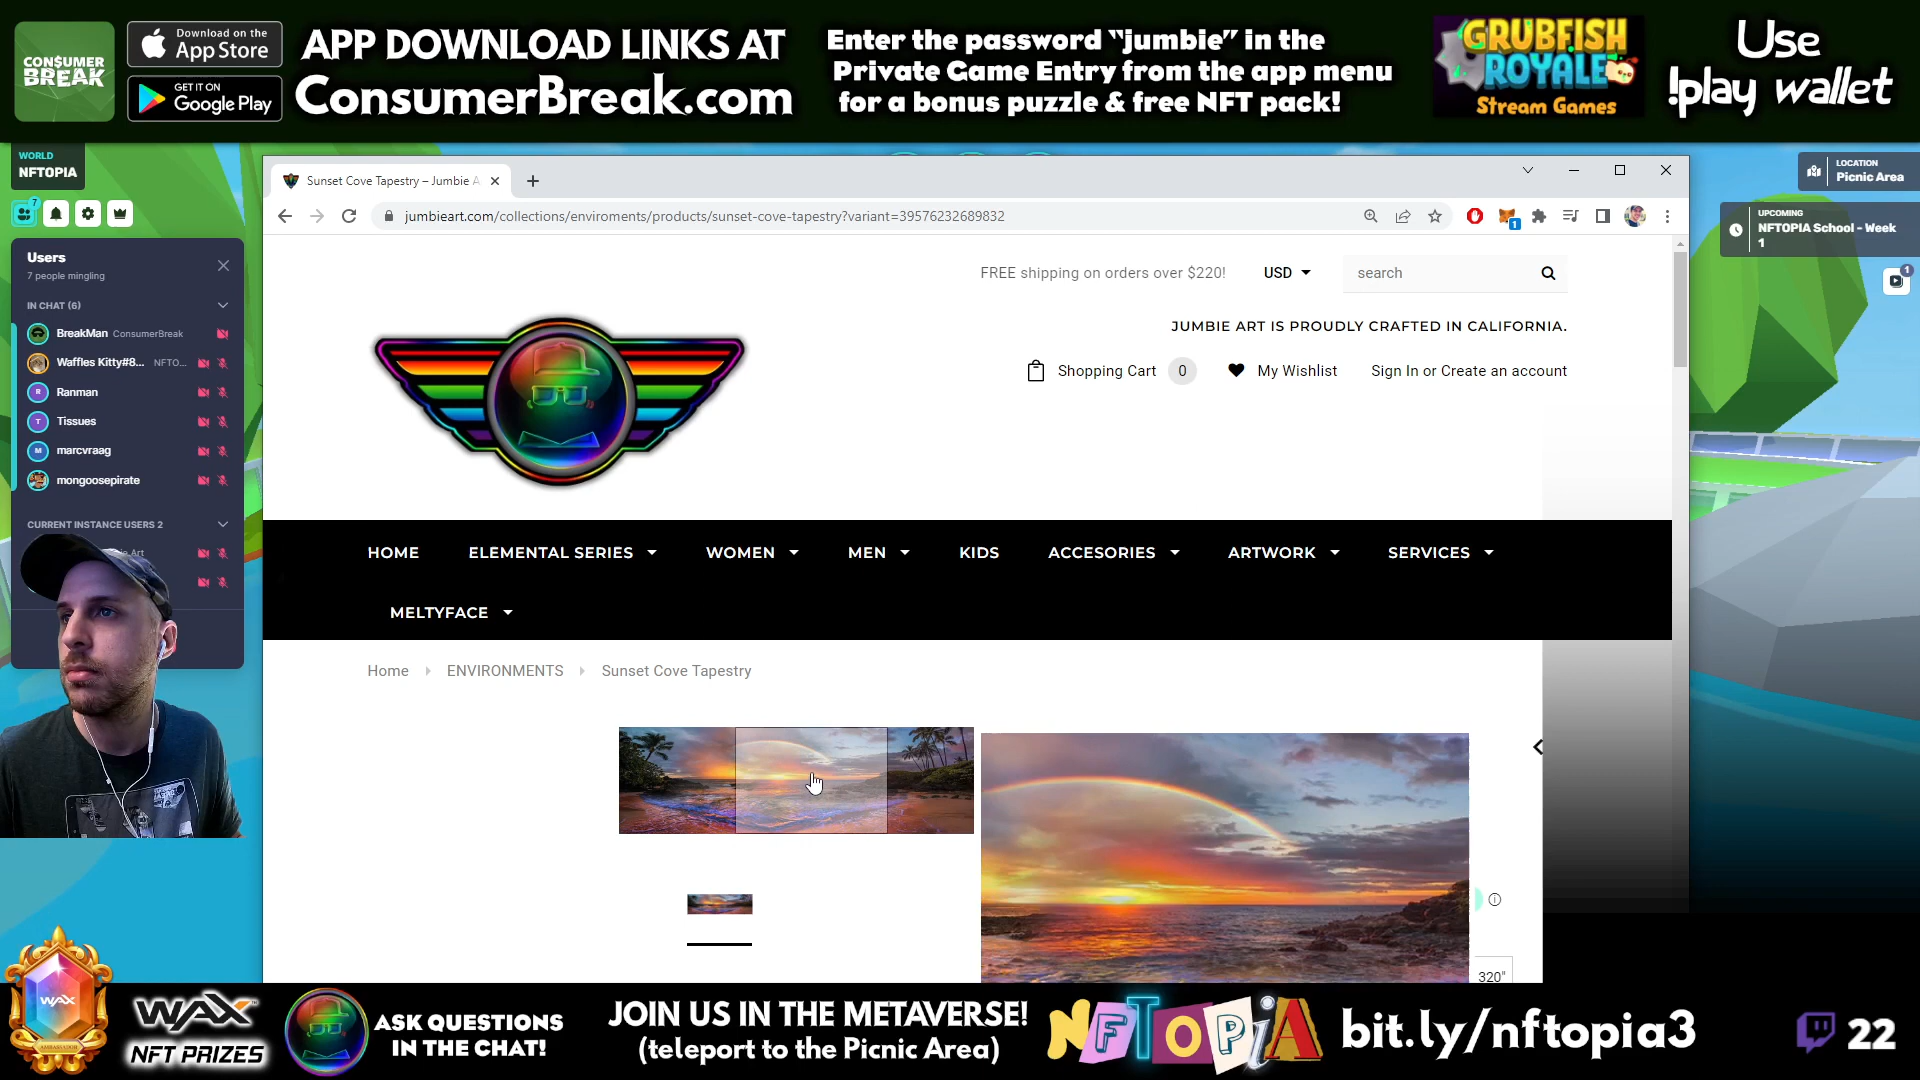 CON$UMER
BREAK
Download on the
App Store
GET IT ON
Google Play
APP DOWNLOAD LINKS AT
ConsumerBreak.com
Enter the password “jumbie” in the
Private Game Entry from the app menu
for a bonus puzzle & free NFT pack!
GRUBFISH
ROYALE
Stream Games
Use
!play wallet
WORLD
NFTOPIA
7
LOCATION
Picnic Area
UPCOMING
NFTOPIA School - Week
1
1
Users
7 people mingling
IN CHAT (6)
BreakMan ConsumerBreak
Waffles Kitty#8... NFTO...
R Ranman
T Tissues
M marcvraag
mongoosepirate
CURRENT INSTANCE USERS 2
Art
Sunset Cove Tapestry – Jumbie A
jumbieart.com/collections/enviroments/products/sunset-cove-tapestry?variant=39576232689832
1
FREE shipping on orders over $220!
USD
search
JUMBIE ART IS PROUDLY CRAFTED IN CALIFORNIA.
Shopping Cart 0
My Wishlist
Sign In or Create an account
HOME
ELEMENTAL SERIES
WOMEN
MEN
KIDS
ACCESORIES
ARTWORK
SERVICES
MELTYFACE
Home
ENVIRONMENTS
Sunset Cove Tapestry
320"
WAX
WAX
NFT PRIZES
ASK QUESTIONS
IN THE CHAT!
JOIN US IN THE METAVERSE!
(teleport to the Picnic Area)
NFTOPiA
bit.ly/nftopia3
22